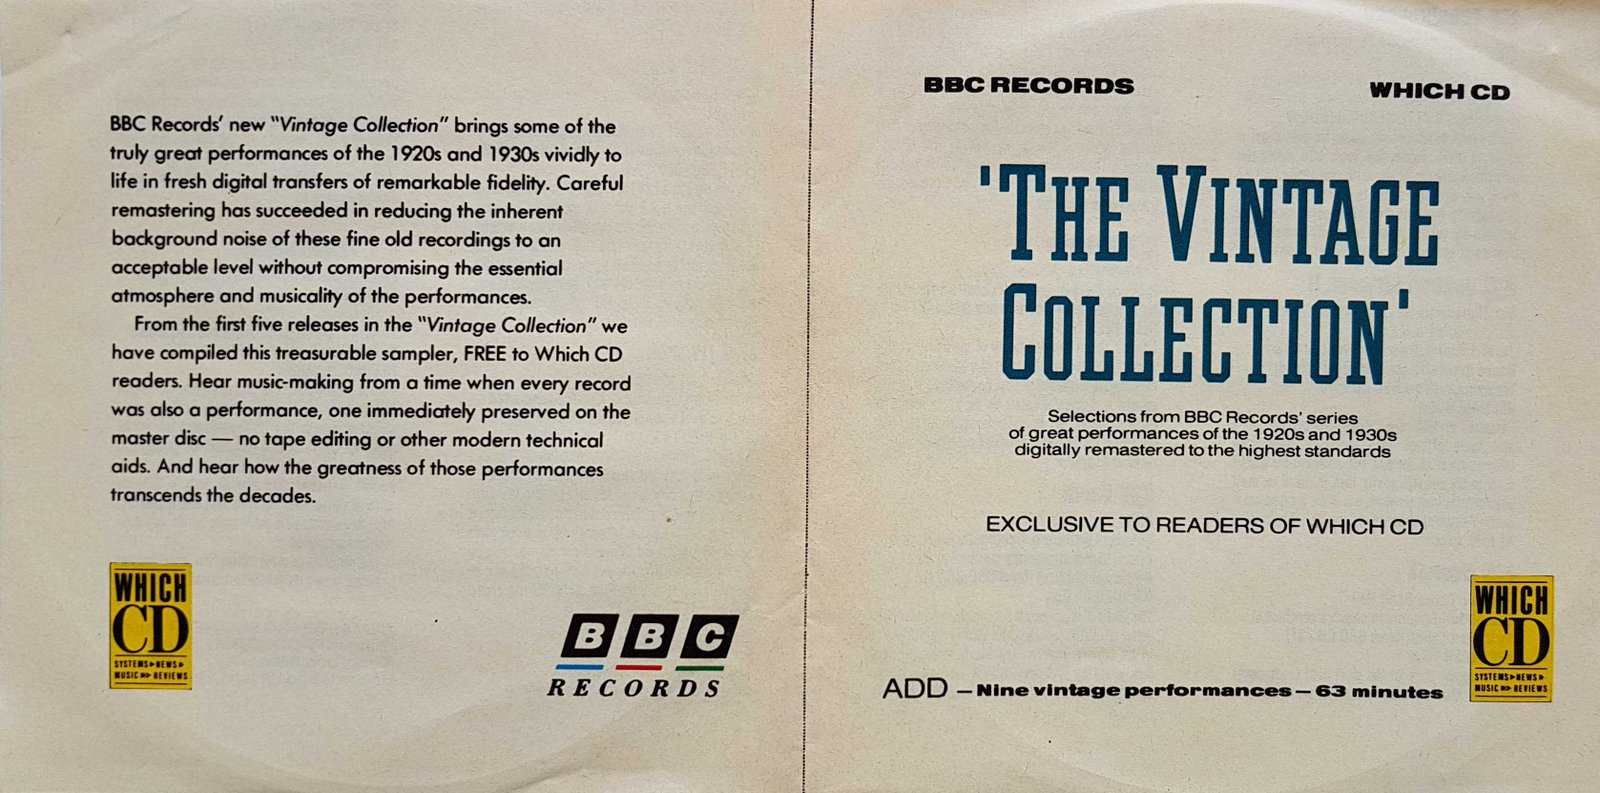 BBC Records' new "Vintage Collection" brings some of the
truly great performances of the 1920s and 1930s vividly to
life in fresh digital transfers of remarkable fidelity. Careful
remastering has succeeded in reducing the inherent
background noise of these fine old recordings to an
acceptable level without compromising the essential
atmosphere and musicality of the performances.
From the first five releases in the "Vintage Collection" we
have compiled this treasurable sampler, FREE to Which CD
readers. Hear music-making from a time when every record
was also a performance, one immediately preserved on the
master disc — no tape editing or other modern technical
aids. And hear how the greatness of those performances
transcends the decades.
WHICH
CD
SYSTEMS▸NEWS▸
MUSIC▸▸REVIEWS
BBC
RECORDS
BBC RECORDS
WHICH CD
'THE VINTAGE
COLLECTION'
Selections from BBC Records' series
of great performances of the 1920s and 1930s
digitally remastered to the highest standards
EXCLUSIVE TO READERS OF WHICH CD
ADD – Nine vintage performances – 63 minutes
WHICH
CD
SYSTEMS▸NEWS▸
MUSIC▸▸REVIEWS